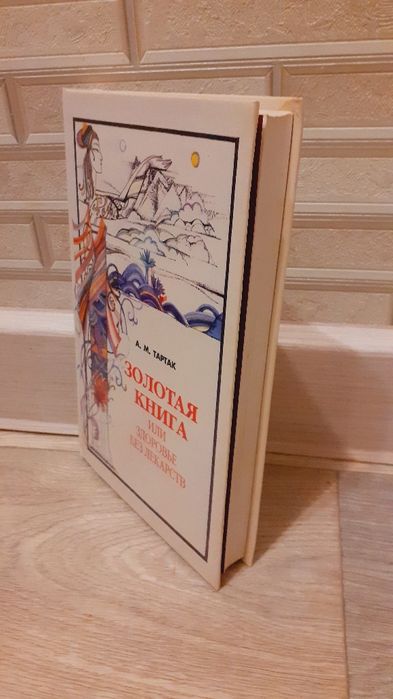 А. М. ТАРТАК
ЗОЛОТАЯ
КНИГА
ИЛИ
ЗДОРОВЬЕ
БЕЗ ЛЕКАРСТВ